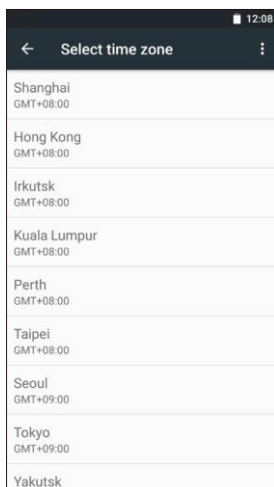 12:08
Select time zone
Shanghai
GMT+08:00
Hong Kong
GMT+08:00
Irkutsk
GMT+08:00
Kuala Lumpur
GMT+08:00
Perth
GMT+08:00
Taipei
GMT+08:00
Seoul
GMT+09:00
Tokyo
GMT+09:00
Yakutsk